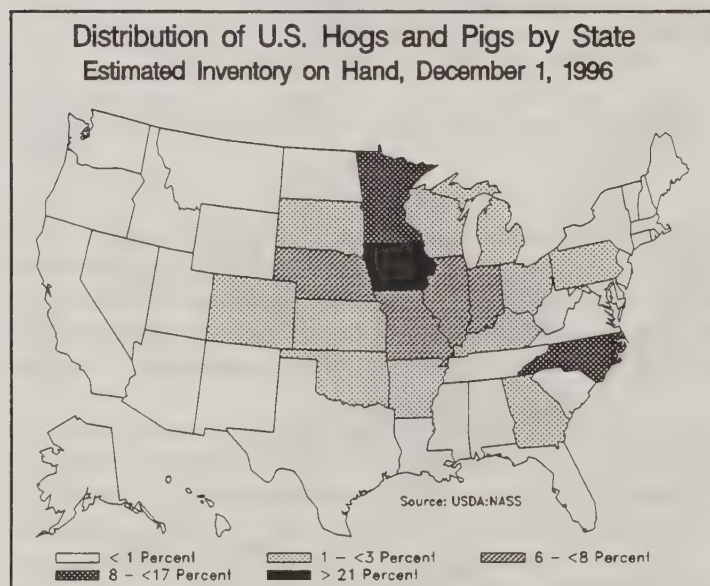 Distribution of U.S. Hogs and Pigs by State
Estimated Inventory on Hand, December 1, 1996
Source: USDA:NASS
< 1 Percent 1 - <3 Percent 6 - <8 Percent
8 - <17 Percent > 21 Percent